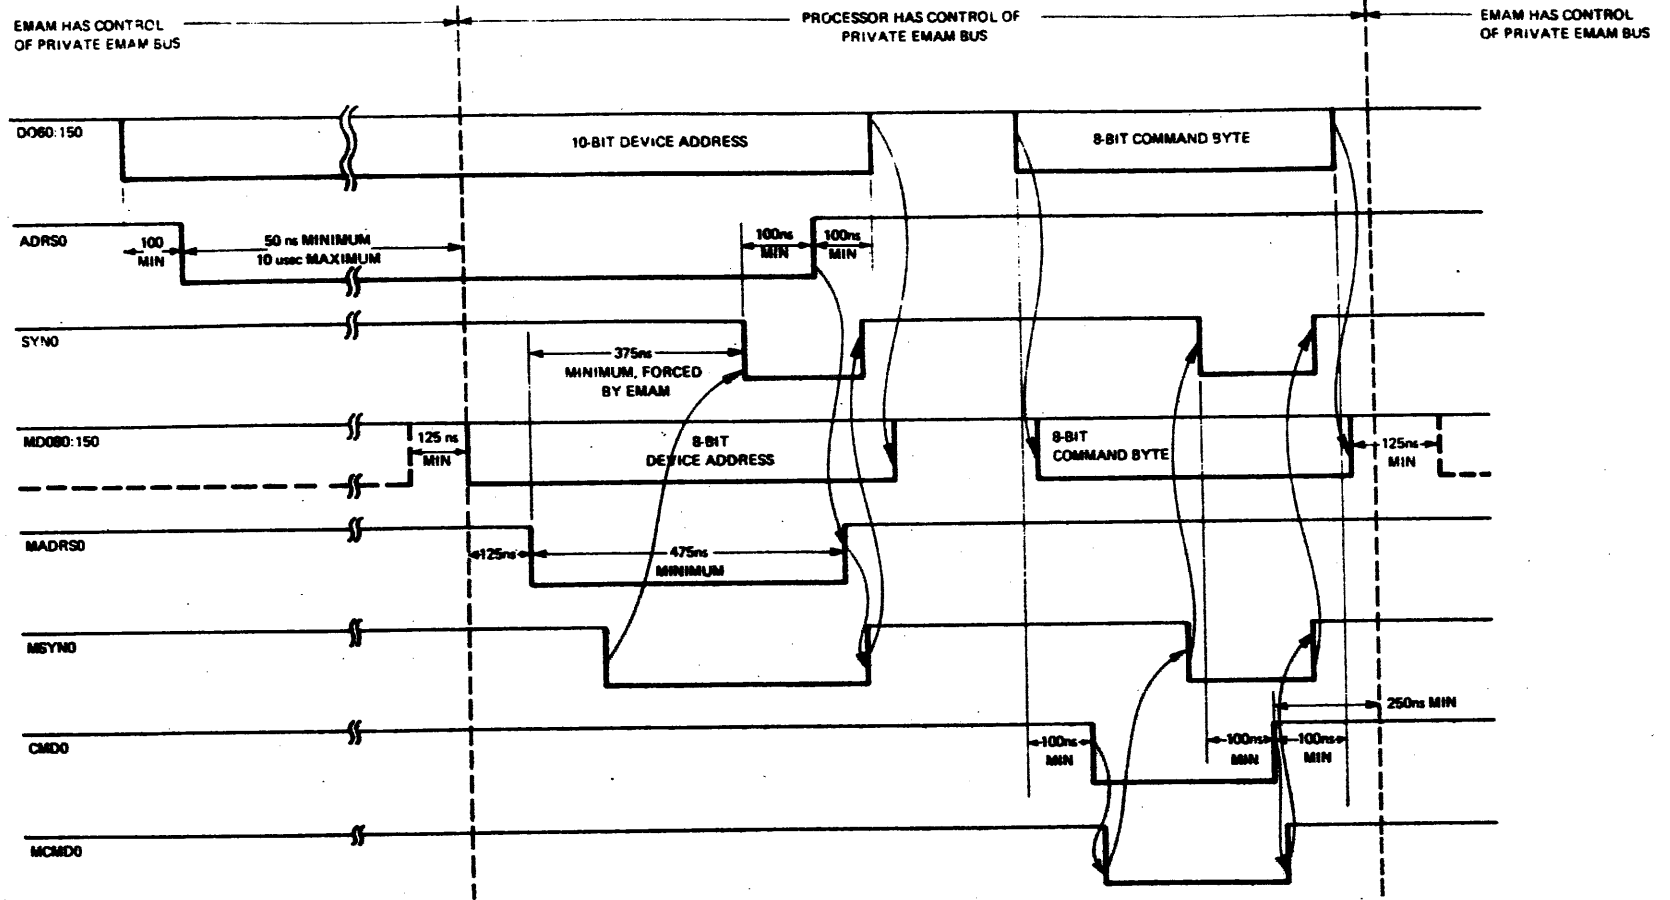 EMAM HAS CONTROL
OF PRIVATE EMAM BUS
PROCESSOR HAS CONTROL OF
PRIVATE EMAM BUS
EMAM HAS CONTROL
OF PRIVATE EMAM BUS
DO60:150
10-BIT DEVICE ADDRESS
8-BIT COMMAND BYTE
ADRS0
100
MIN
50 ns MINIMUM
10 usec MAXIMUM
100ns
MIN
100ns
MIN
SYN0
375ns
MINIMUM, FORCED
BY EMAM
MD080:150
125 ns
MIN
8-BIT
DEVICE ADDRESS
8-BIT
COMMAND BYTE
125ns
MIN
MADRS0
125ns
475ns
MINIMUM
MSYN0
250ns MIN
CMD0
100ns
MIN
100ns
MIN
100ns
MIN
MCMD0